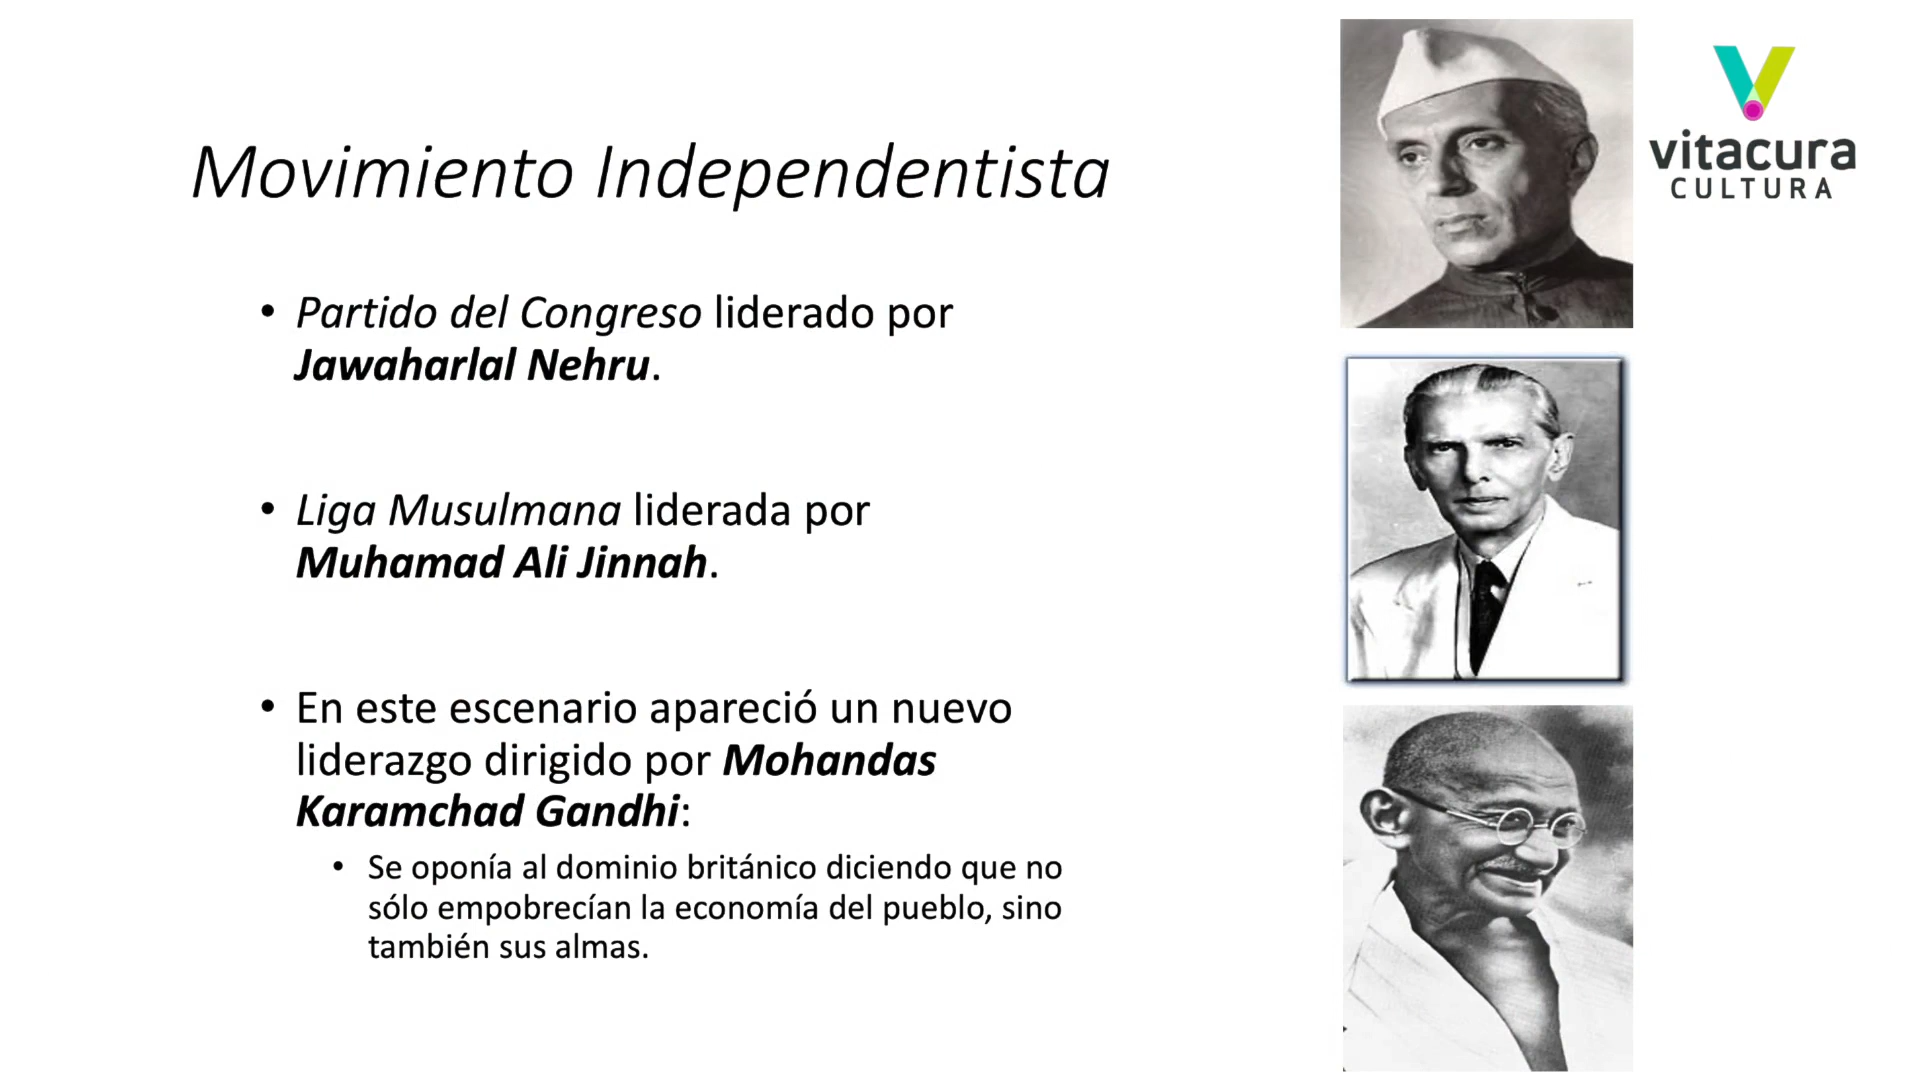 Movimiento Independentista
• Partido del Congreso liderado por
Jawaharlal Nehru.
• Liga Musulmana liderada por
Muhamad Ali Jinnah.
• En este escenario apareció un nuevo
liderazgo dirigido por Mohandas
Karamchad Gandhi:
• Se oponía al dominio británico diciendo que no
sólo empobrecían la economía del pueblo, sino
también sus almas.
vitacura
CULTURA